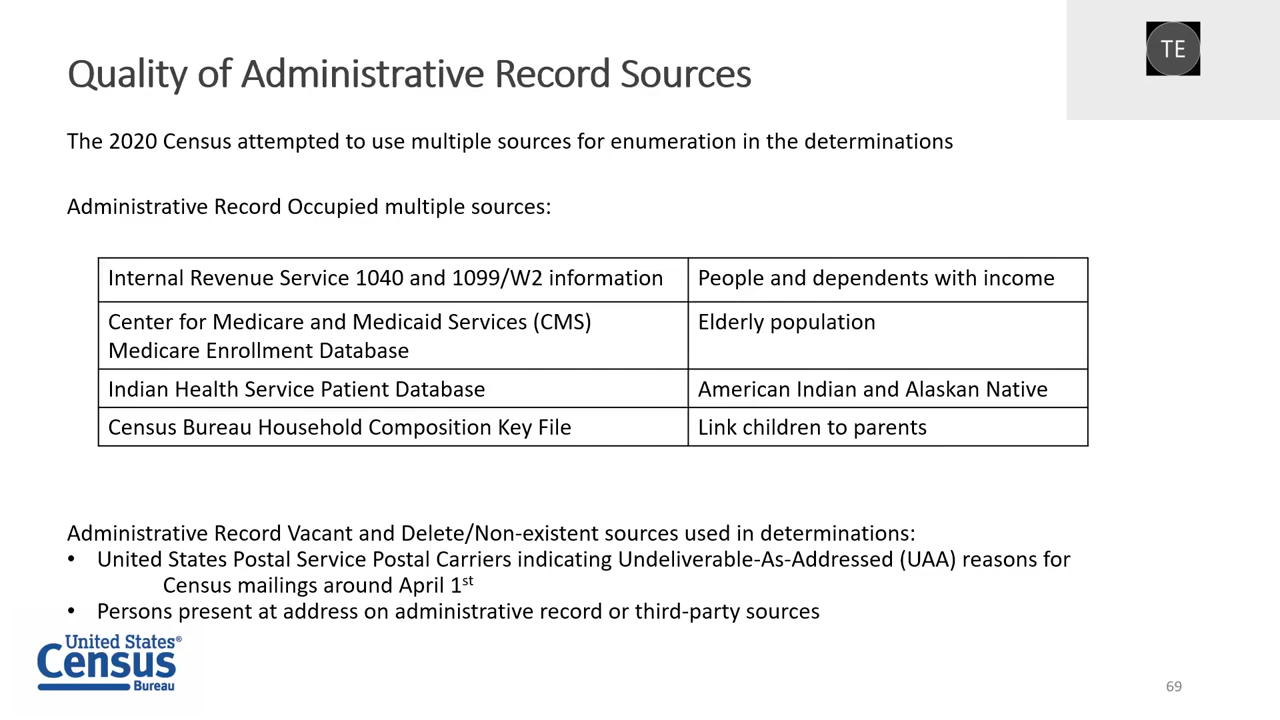 TE
Quality of Administrative Record Sources
The 2020 Census attempted to use multiple sources for enumeration in the determinations
Administrative Record Occupied multiple sources:
Internal Revenue Service 1040 and 1099/W2 information
People and dependents with income
Center for Medicare and Medicaid Services (CMS)
Medicare Enrollment Database
Elderly population
Indian Health Service Patient Database
American Indian and Alaskan Native
Census Bureau Household Composition Key File
Link children to parents
Administrative Record Vacant and Delete/Non-existent sources used in determinations:
• United States Postal Service Postal Carriers indicating Undeliverable-As-Addressed (UAA) reasons for
Census mailings around April 1st
• Persons present at address on administrative record or third-party sources
United States®
Census
Bureau
69